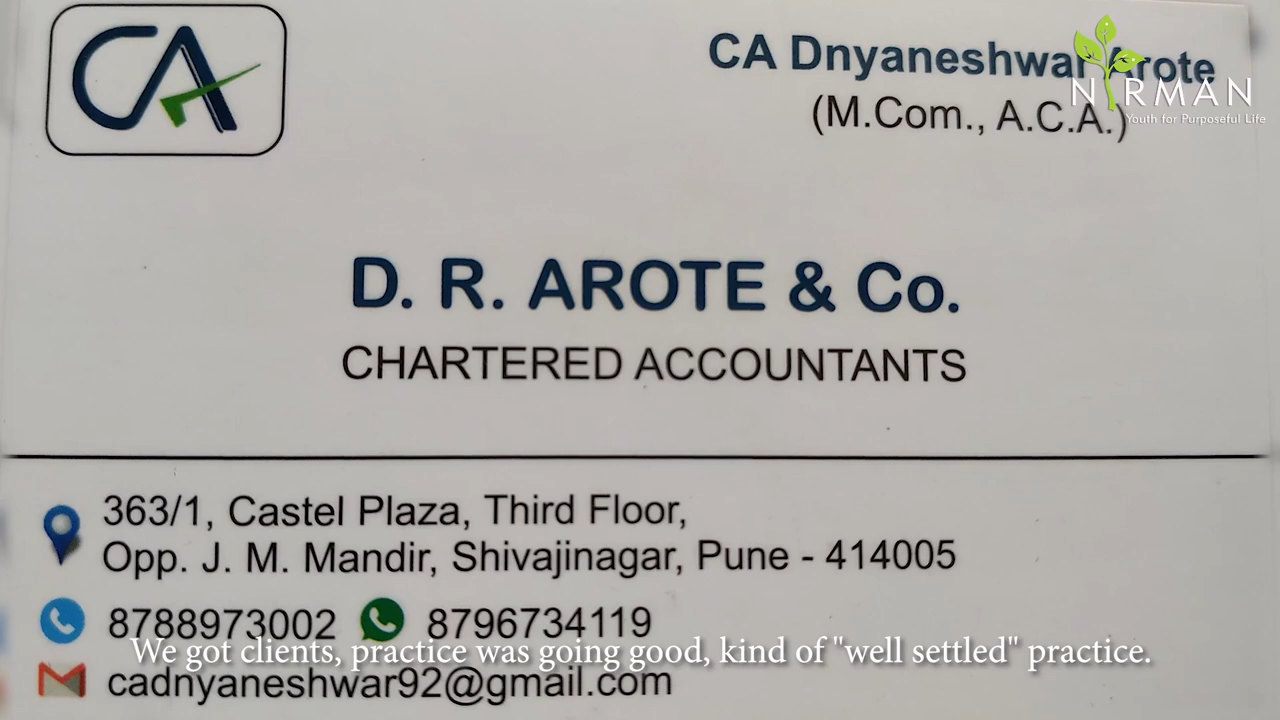 CA
CA Dnyaneshwar Arote
(M.Com., A.C.A.)
NIRMAN
Youth for Purposeful Life
D. R. AROTE & Co.
CHARTERED ACCOUNTANTS
363/1, Castel Plaza, Third Floor,
Opp. J. M. Mandir, Shivajinagar, Pune - 414005
8788973002 8796734119
We got clients, practice was going good, kind of "well settled" practice.
cadnyaneshwar92@gmail.com